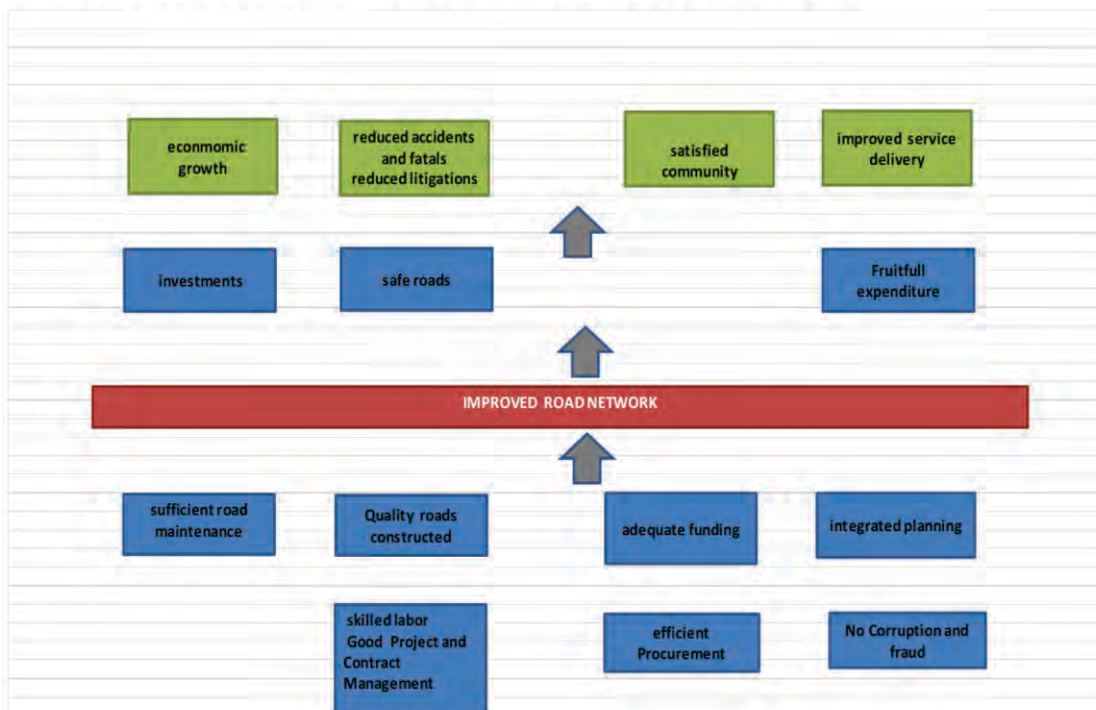 econmomic
growth
reduced accidents
and fatals
reduced litigations
satisfied
community
improved service
delivery
investments
safe roads
Fruitfull
expenditure
IMPROVED ROAD NETWORK
sufficient road
maintenance
Quality roads
constructed
adequate funding
integrated planning
skilled labor
Good Project and
Contract
Management
efficient
Procurement
No Corruption and
fraud